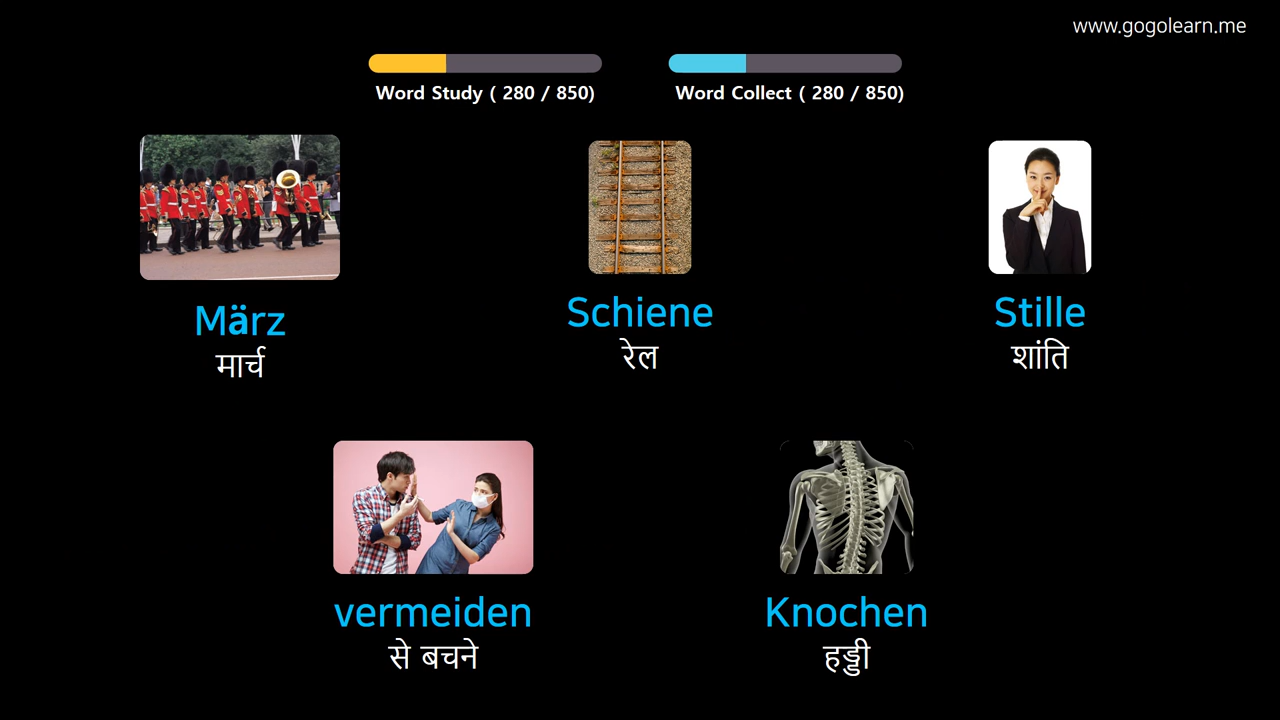 www.gogolearn.me
Word Study ( 280 / 850)
Word Collect ( 280 / 850)
März
मार्च
Schiene
रेल
Stille
शांति
vermeiden
से बचने
Knochen
हड्डी